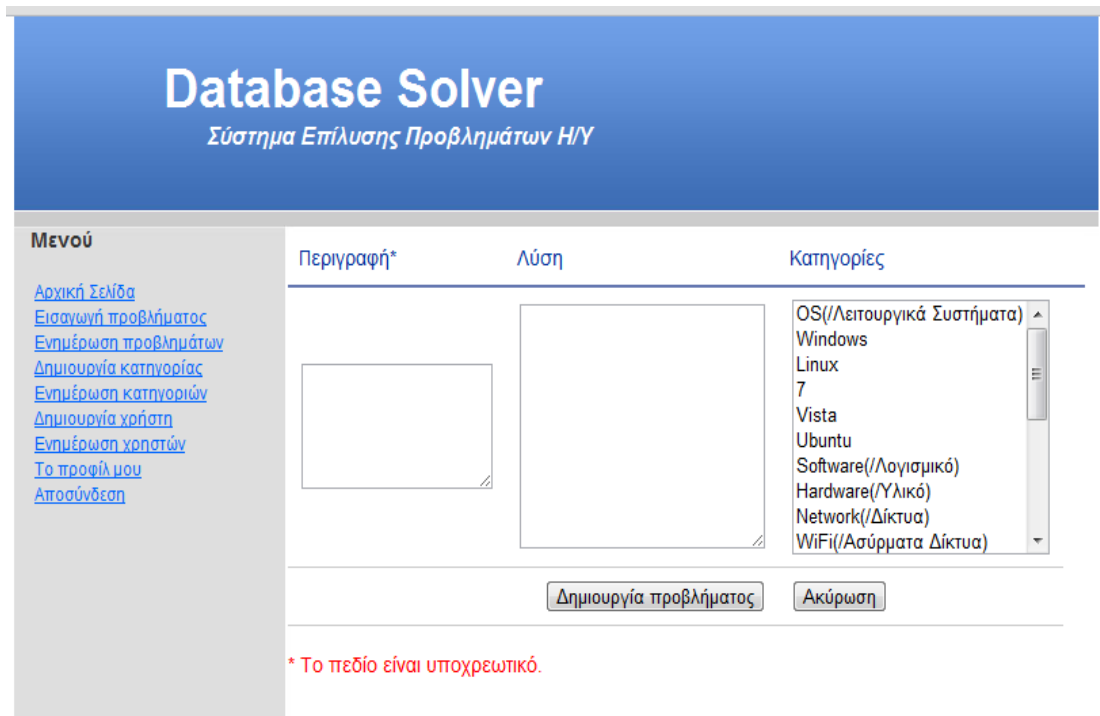 Database Solver
Σύστημα Επίλυσης Προβλημάτων Η/Υ
Μενού
Αρχική Σελίδα
Εισαγωγή προβλήματος
Ενημέρωση προβλημάτων
Δημιουργία κατηγορίας
Ενημέρωση κατηγοριών
Δημιουργία χρήστη
Ενημέρωση χρηστών
Το προφίλ μου
Αποσύνδεση
Περιγραφή* Λύση Κατηγορίες
OS(/Λειτουργικά Συστήματα)
Windows
Linux
7
Vista
Ubuntu
Software(/Λογισμικό)
Hardware(/Υλικό)
Network(/Δίκτυα)
WiFi(/Ασύρματα Δίκτυα)
Δημιουργία προβλήματος Ακύρωση
* Το πεδίο είναι υποχρεωτικό.